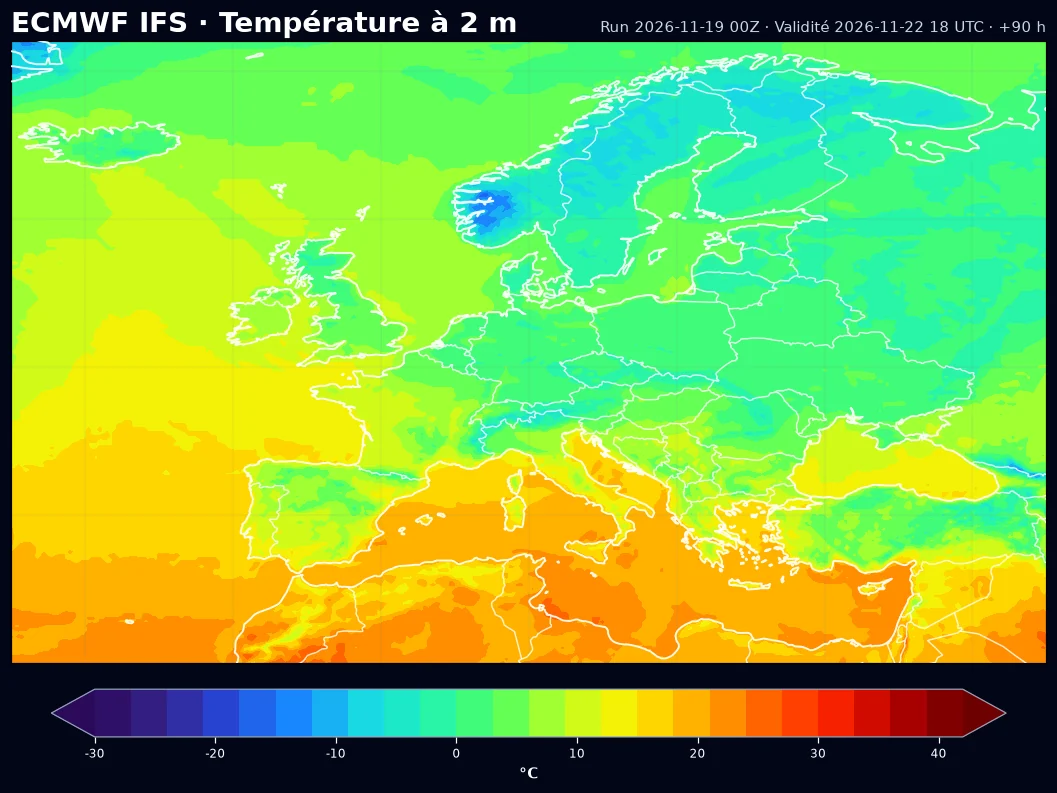 ECMWF IFS · Température à 2 m
Run 2026-11-19 00Z · Validité 2026-11-22 18 UTC · +90 h
-30 -20 -10 0 10 20 30 40
°C